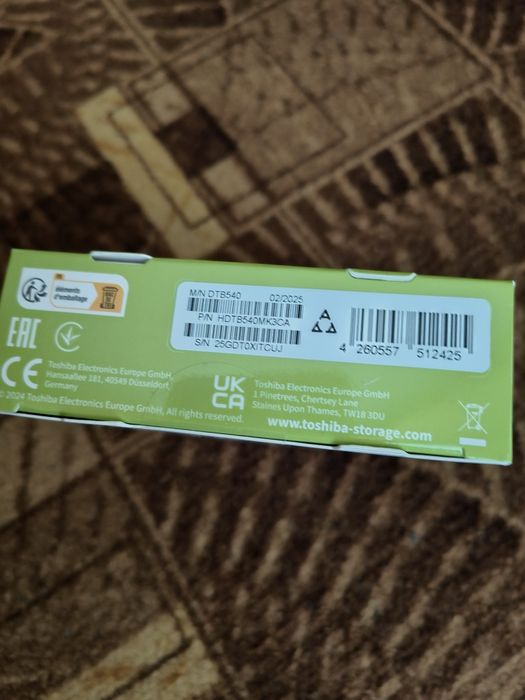 FR
éléments
d'emballage
M/N DTB540 02/2025
P/N HDTB540MK3CA
S/N 25GDT0XITCUJ
4 260557 512425
EAC
CE
Toshiba Electronics Europe GmbH,
Hansaallee 181, 40549 Düsseldorf,
Germany
UK
CA
Toshiba Electronics Europe GmbH
1 Pinetrees, Chertsey Lane
Staines Upon Thames, TW18 3DU
© 2024 Toshiba Electronics Europe GmbH, All rights reserved.
www.toshiba-storage.com